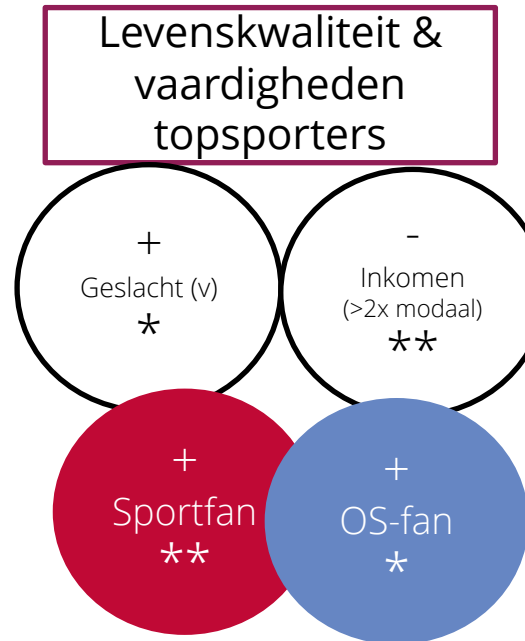 Levenskwaliteit &
vaardigheden
topsporters
+
Geslacht (v)
*
-
Inkomen
(>2x modaal)
**
+
Sportfan
**
+
OS-fan
*